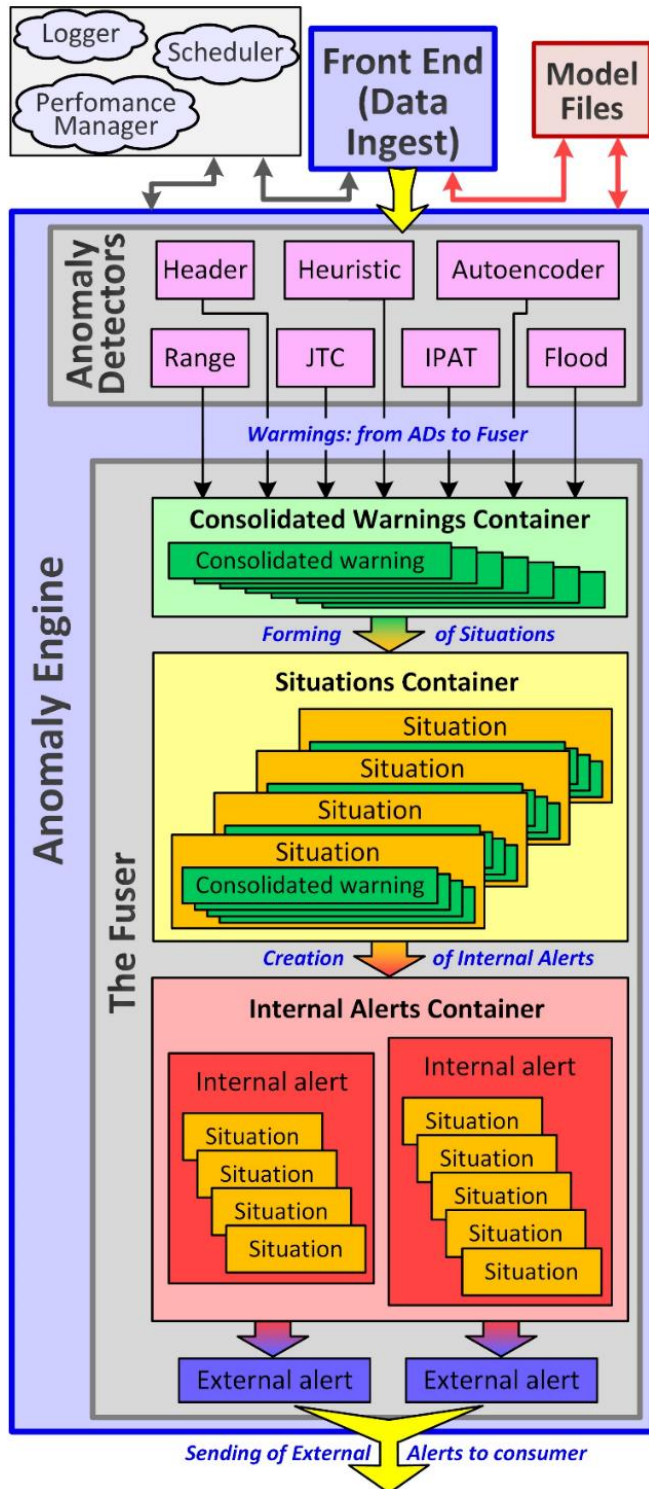 Logger
Scheduler
Perfomance
Manager
Front End
(Data
Ingest)
Model
Files
Anomaly Engine
Anomaly
Detectors
Header
Heuristic
Autoencoder
Range
JTC
IPAT
Flood
Warmings: from ADs to Fuser
The Fuser
Consolidated Warnings Container
Consolidated warning
Forming of Situations
Situations Container
Situation
Situation
Situation
Situation
Consolidated warning
Creation of Internal Alerts
Internal Alerts Container
Internal alert
Situation
Situation
Situation
Situation
Internal alert
Situation
Situation
Situation
Situation
Situation
External alert
External alert
Sending of External Alerts to consumer